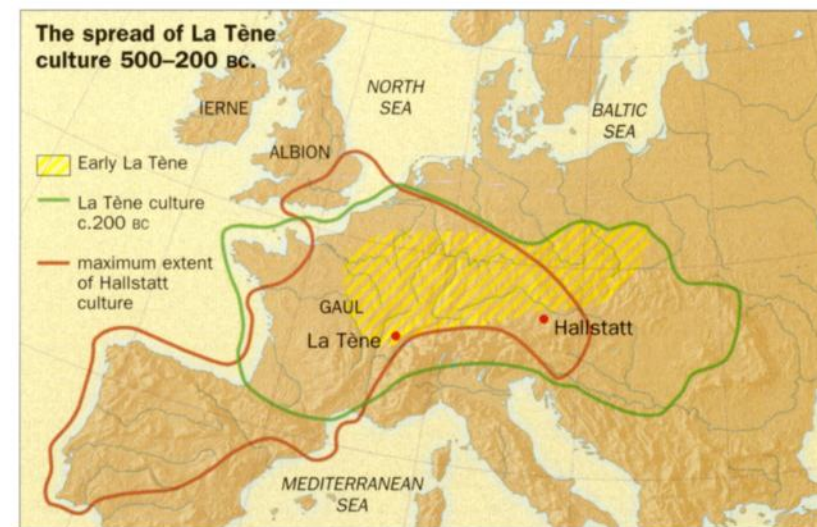 The spread of La Tène
culture 500–200 BC.
NORTH
SEA
BALTIC
SEA
IERNE
ALBION
Early La Tène
La Tène culture
c.200 BC
maximum extent
of Hallstatt
culture
GAUL
La Tène
Hallstatt
MEDITERRANEAN
SEA